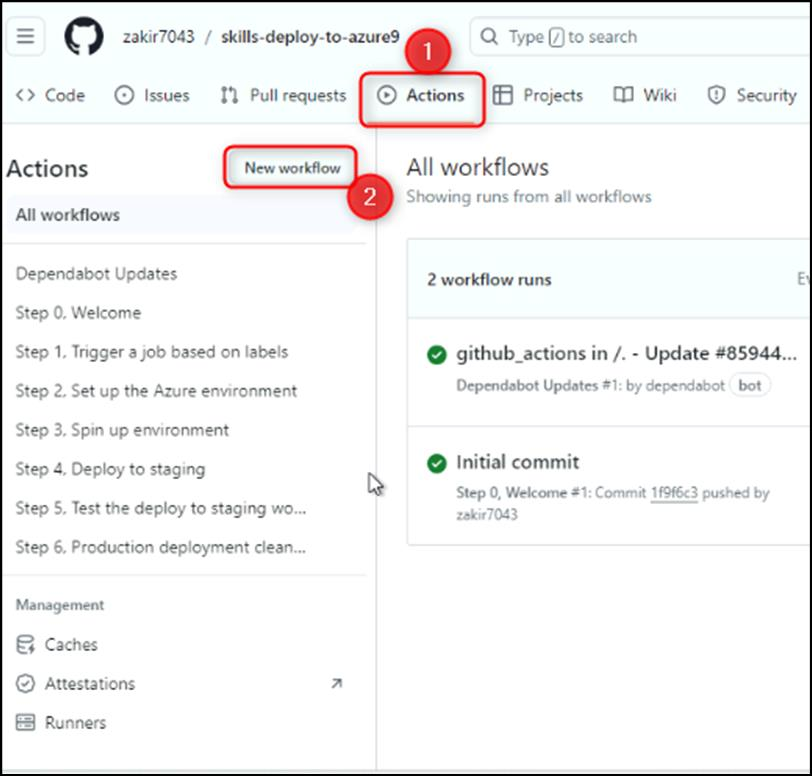 zakir7043 / skills-deploy-to-azure9
Type / to search
1
Code Issues Pull requests Actions Projects Wiki Security
Actions
New workflow
2
All workflows
Dependabot Updates
Step 0, Welcome
Step 1, Trigger a job based on labels
Step 2, Set up the Azure environment
Step 3, Spin up environment
Step 4, Deploy to staging
Step 5, Test the deploy to staging wo...
Step 6, Production deployment clean...
Management
Caches
Attestations
Runners
All workflows
Showing runs from all workflows
2 workflow runs
github_actions in /. - Update #85944...
Dependabot Updates #1: by dependabot bot
Initial commit
Step 0, Welcome #1: Commit 1f9f6c3 pushed by
zakir7043